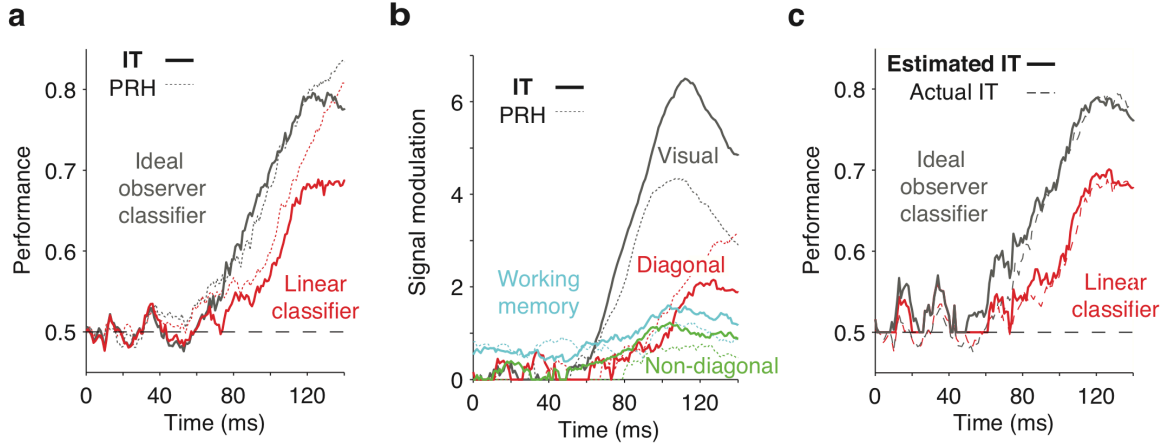 a
IT
PRH
0.8
0.7
0.6
0.5
Performance
Ideal
observer
classifier
Linear
classifier
0
40
80
120
Time (ms)
b
IT
PRH
6
4
2
0
Signal modulation
Visual
Diagonal
Working
memory
Non-diagonal
0
40
80
120
Time (ms)
c
Estimated IT
Actual IT
0.8
0.7
0.6
0.5
Performance
Ideal
observer
classifier
Linear
classifier
0
40
80
120
Time (ms)